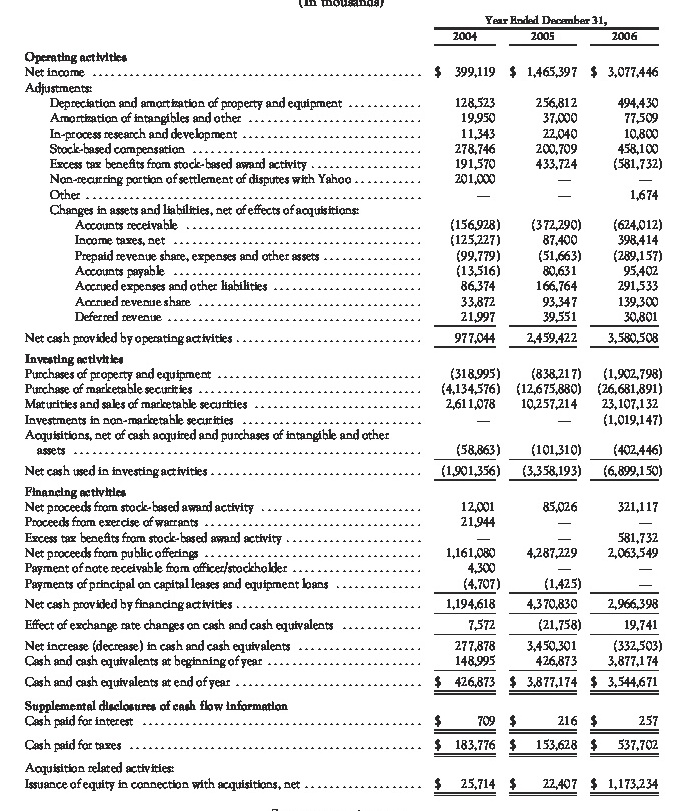 (In thousands)
Year Ended December 31,
2004 2005 2006
Operating activities
Net income $ 399,119 $ 1,465,397 $ 3,077,446
Adjustments:
Depreciation and amortization of property and equipment 128,523 256,812 494,430
Amortization of intangibles and other 19,950 37,000 77,509
In-process research and development 11,343 22,040 10,800
Stock-based compensation 278,746 200,709 458,100
Excess tax benefits from stock-based award activity 191,570 433,724 (581,732)
Non-recurring portion of settlement of disputes with Yahoo 201,000 — —
Other — — 1,674
Changes in assets and liabilities, net of effects of acquisitions:
Accounts receivable (156,928) (372,290) (624,012)
Income taxes, net (125,227) 87,400 398,414
Prepaid revenue share, expenses and other assets (99,779) (51,663) (289,157)
Accounts payable (13,516) 80,631 95,402
Accrued expenses and other liabilities 86,374 166,764 291,533
Accrued revenue share 33,872 93,347 139,300
Deferred revenue 21,997 39,551 30,801
Net cash provided by operating activities 977,044 2,459,422 3,580,508
Investing activities
Purchases of property and equipment (318,995) (838,217) (1,902,798)
Purchase of marketable securities (4,134,576) (12,675,880) (26,681,891)
Maturities and sales of marketable securities 2,611,078 10,257,214 23,107,132
Investments in non-marketable securities — — (1,019,147)
Acquisitions, net of cash acquired and purchases of intangible and other
assets (58,863) (101,310) (402,446)
Net cash used in investing activities (1,901,356) (3,358,193) (6,899,150)
Financing activities
Net proceeds from stock-based award activity 12,001 85,026 321,117
Proceeds from exercise of warrants 21,944 — —
Excess tax benefits from stock-based award activity — — 581,732
Net proceeds from public offerings 1,161,080 4,287,229 2,063,549
Payment of note receivable from officer/stockholder 4,300 — —
Payments of principal on capital leases and equipment loans (4,707) (1,425) —
Net cash provided by financing activities 1,194,618 4,370,830 2,966,398
Effect of exchange rate changes on cash and cash equivalents 7,572 (21,758) 19,741
Net increase (decrease) in cash and cash equivalents 277,878 3,450,301 (332,503)
Cash and cash equivalents at beginning of year 148,995 426,873 3,877,174
Cash and cash equivalents at end of year $ 426,873 $ 3,877,174 $ 3,544,671
Supplemental disclosures of cash flow information
Cash paid for interest $ 709 $ 216 $ 257
Cash paid for taxes $ 183,776 $ 153,628 $ 537,702
Acquisition related activities:
Issuance of equity in connection with acquisitions, net $ 25,714 $ 22,407 $ 1,173,234